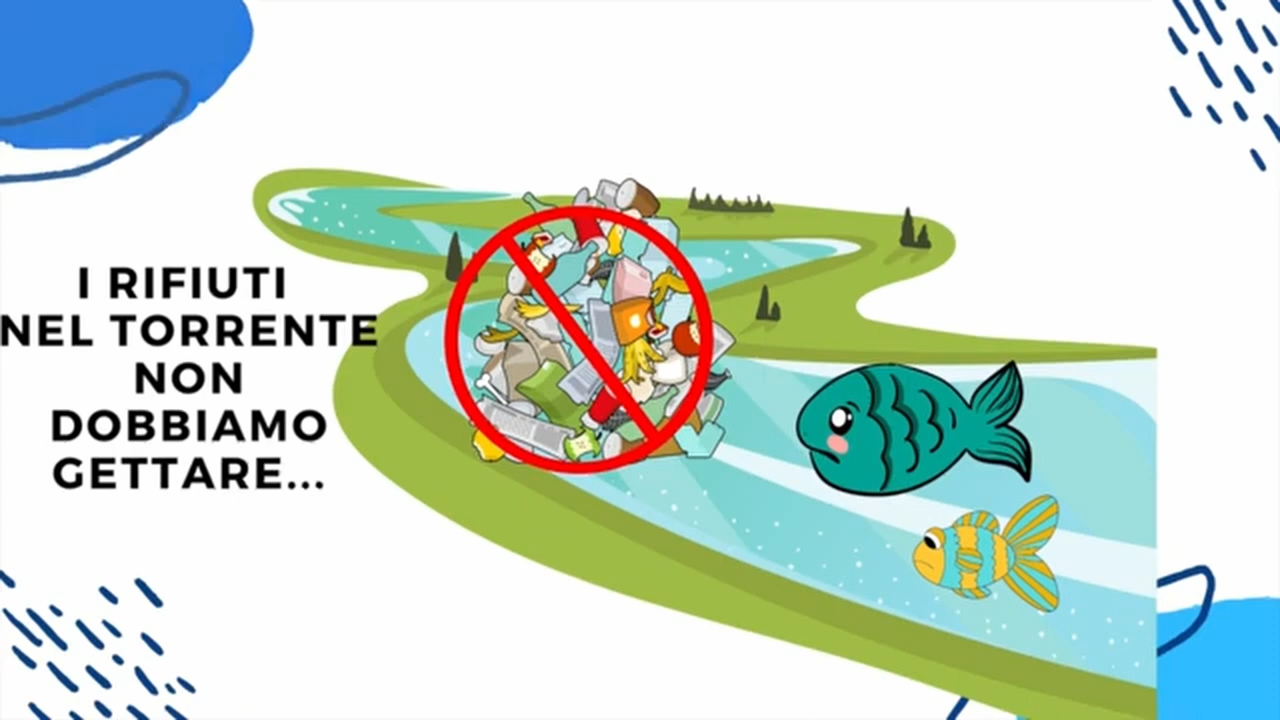 I RIFIUTI
NEL TORRENTE
NON
DOBBIAMO
GETTARE...